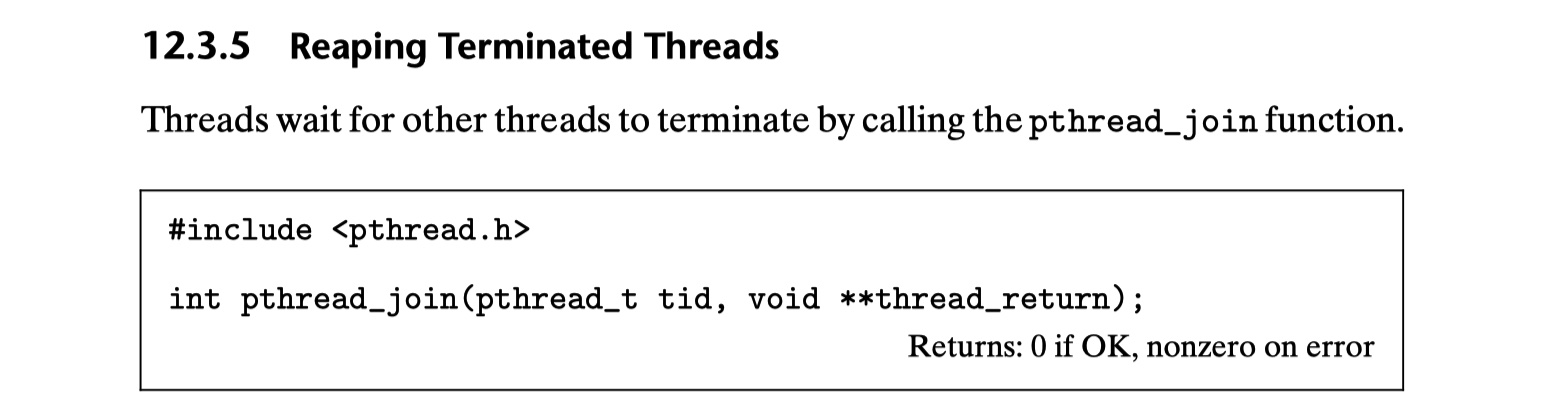 12.3.5 Reaping Terminated Threads
Threads wait for other threads to terminate by calling the pthread_join function.
#include <pthread.h>
int pthread_join(pthread_t tid, void **thread_return);
Returns: 0 if OK, nonzero on error